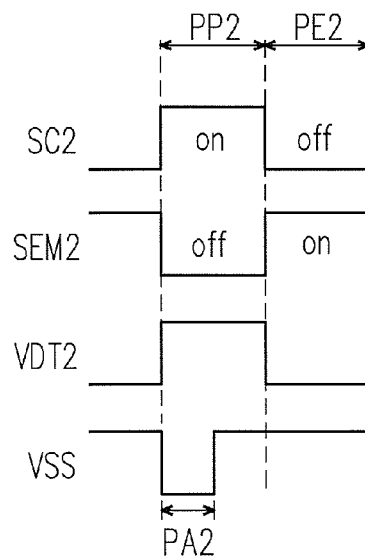 PP2 PE2
SC2 on off
SEM2 off on
VDT2
VSS
PA2